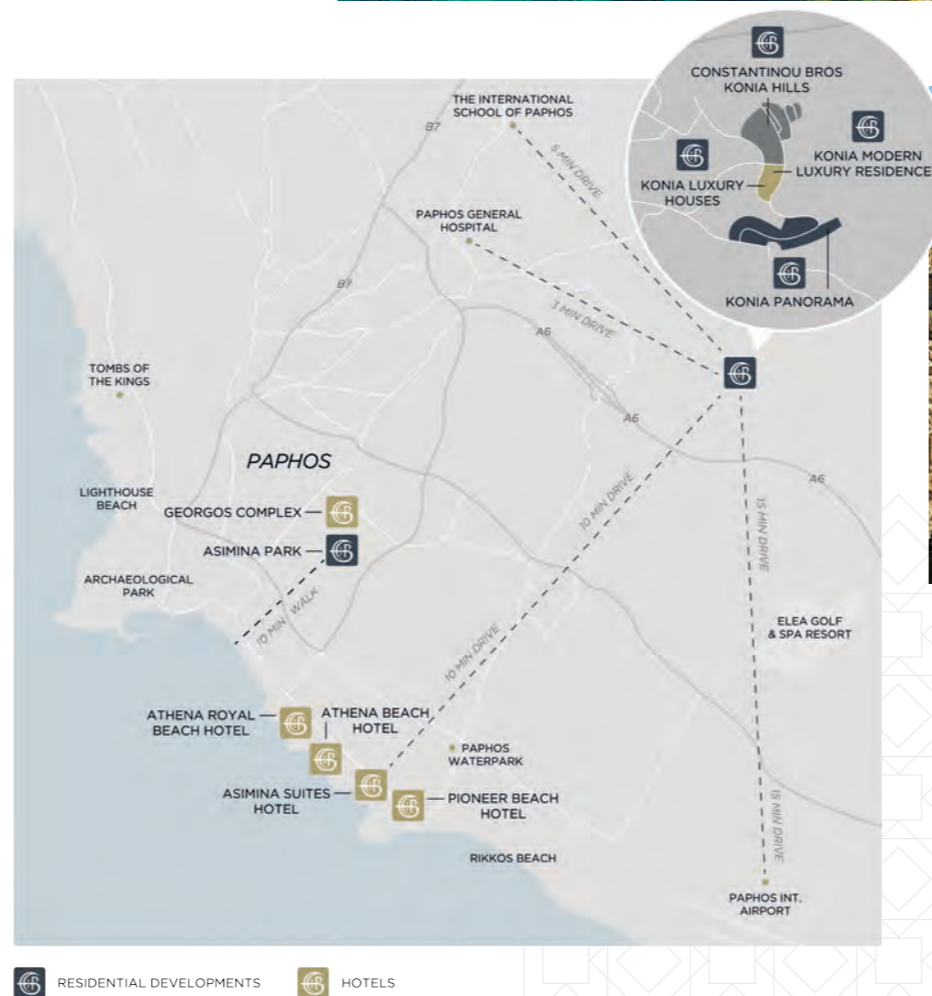 CONSTANTINOU BROS
KONIA HILLS
KONIA MODERN
LUXURY RESIDENCE
KONIA LUXURY
HOUSES
KONIA PANORAMA
THE INTERNATIONAL
SCHOOL OF PAPHOS
B7
5 MIN DRIVE
PAPHOS GENERAL
HOSPITAL
B7
3 MIN DRIVE
A6
TOMBS OF
THE KINGS
A6
PAPHOS
A6
LIGHTHOUSE
BEACH
GEORGOS COMPLEX
10 MIN DRIVE
15 MIN DRIVE
ASIMINA PARK
ARCHAEOLOGICAL
PARK
10 MIN WALK
ELEA GOLF
& SPA RESORT
10 MIN DRIVE
ATHENA ROYAL
BEACH HOTEL
ATHENA BEACH
HOTEL
PAPHOS
WATERPARK
ASIMINA SUITES
HOTEL
PIONEER BEACH
HOTEL
15 MIN DRIVE
RIKKOS BEACH
PAPHOS INT.
AIRPORT
RESIDENTIAL DEVELOPMENTS
HOTELS